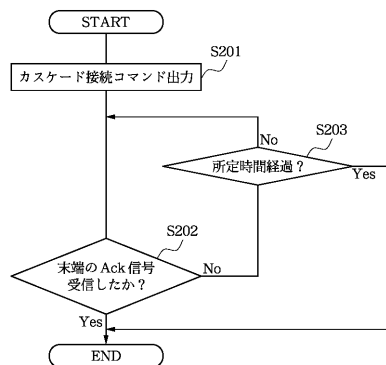 START
S201
カスケード接続コマンド出力
No
S203
所定時間経過？
Yes
S202
末端のAck信号
受信したか？
No
Yes
END